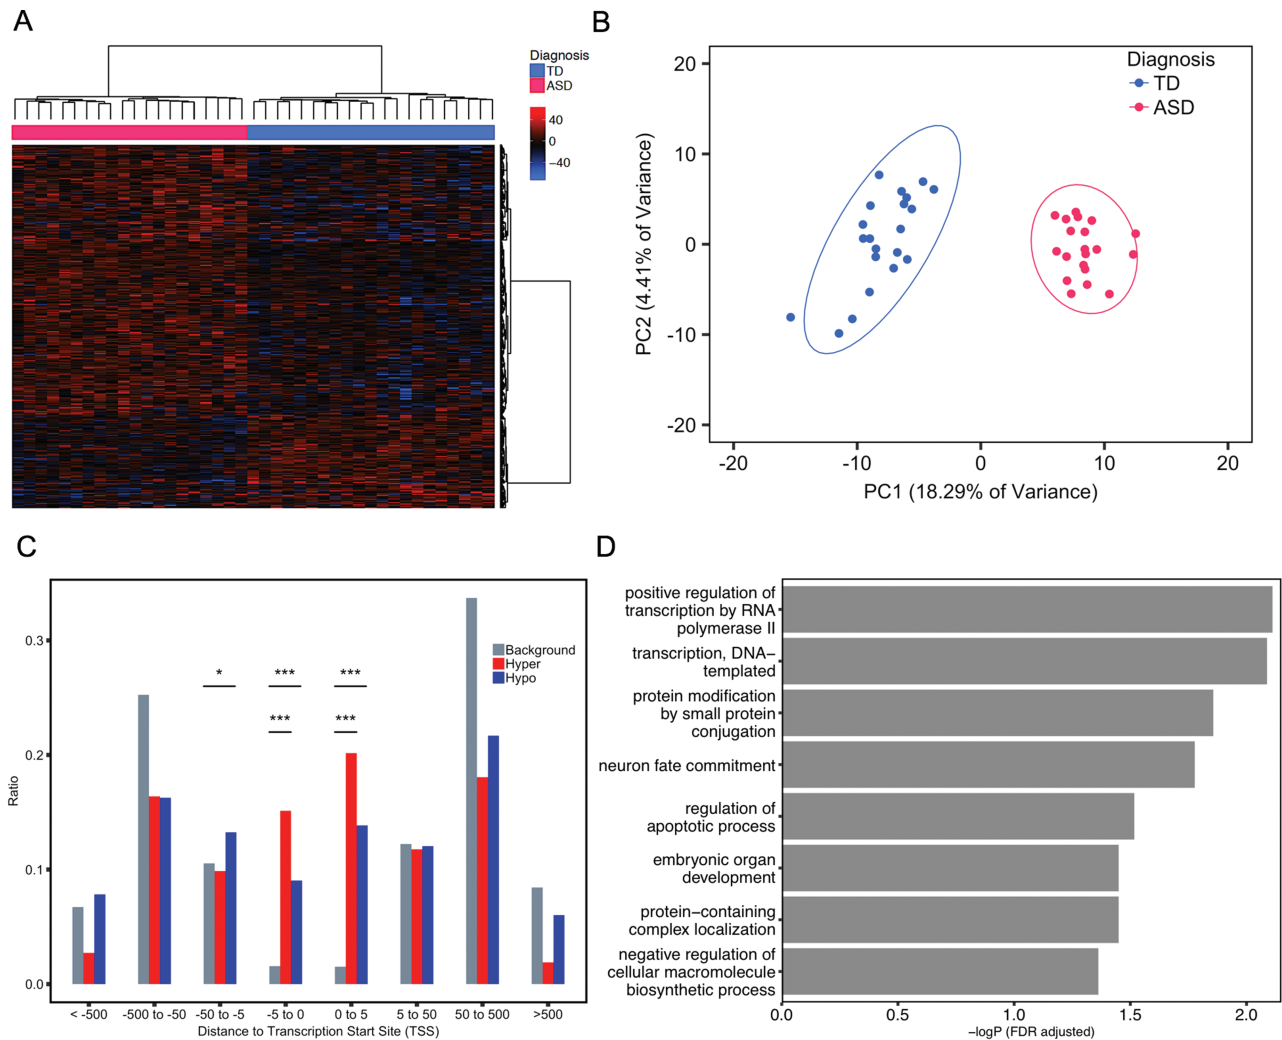 A
Diagnosis
TD
ASD
40
0
−40
B
Diagnosis
TD
ASD
20
10
0
-10
-20
PC2 (4.41% of Variance)
-20
-10
0
10
20
PC1 (18.29% of Variance)
C
0.3
0.2
0.1
0.0
Ratio
Background
Hyper
Hypo
*
***
***
***
***
< -500
-500 to -50
-50 to -5
-5 to 0
0 to 5
5 to 50
50 to 500
>500
Distance to Transcription Start Site (TSS)
D
positive regulation of
transcription by RNA
polymerase II
transcription, DNA−
templated
protein modification
by small protein
conjugation
neuron fate commitment
regulation of
apoptotic process
embryonic organ
development
protein−containing
complex localization
negative regulation of
cellular macromolecule
biosynthetic process
0.0
0.5
1.0
1.5
2.0
−logP (FDR adjusted)